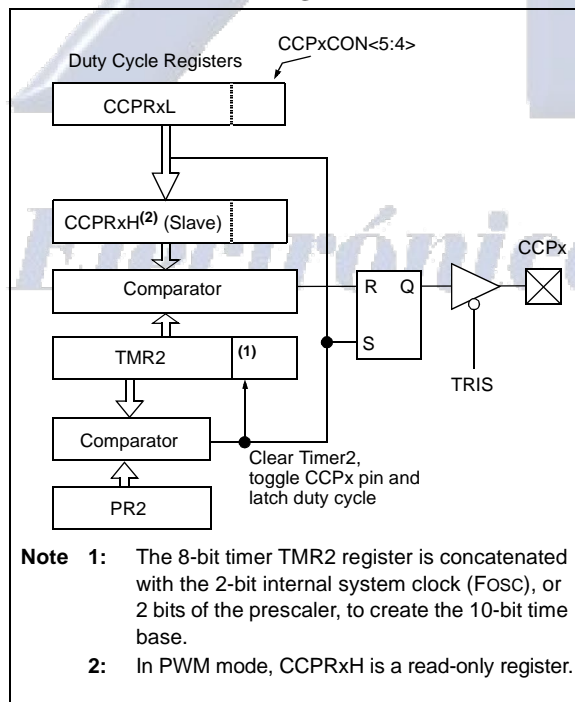 CCPxCON<5:4>
Duty Cycle Registers
CCPRxL
CCPRxH(2) (Slave)
CCPx
Comparator
R Q
S
TMR2
(1)
TRIS
Comparator
Clear Timer2,
toggle CCPx pin and
latch duty cycle
PR2
Note 1: The 8-bit timer TMR2 register is concatenated
with the 2-bit internal system clock (FOSC), or
2 bits of the prescaler, to create the 10-bit time
base.
2: In PWM mode, CCPRxH is a read-only register.